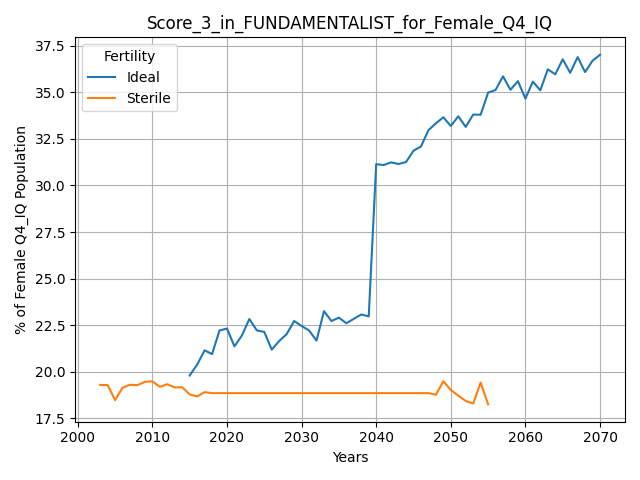 Score_3_in_FUNDAMENTALIST_for_Female_Q4_IQ
% of Female Q4_IQ Population
37.5
35.0
32.5
30.0
27.5
25.0
22.5
20.0
17.5
Fertility
Ideal
Sterile
2000 2010 2020 2030 2040 2050 2060 2070
Years